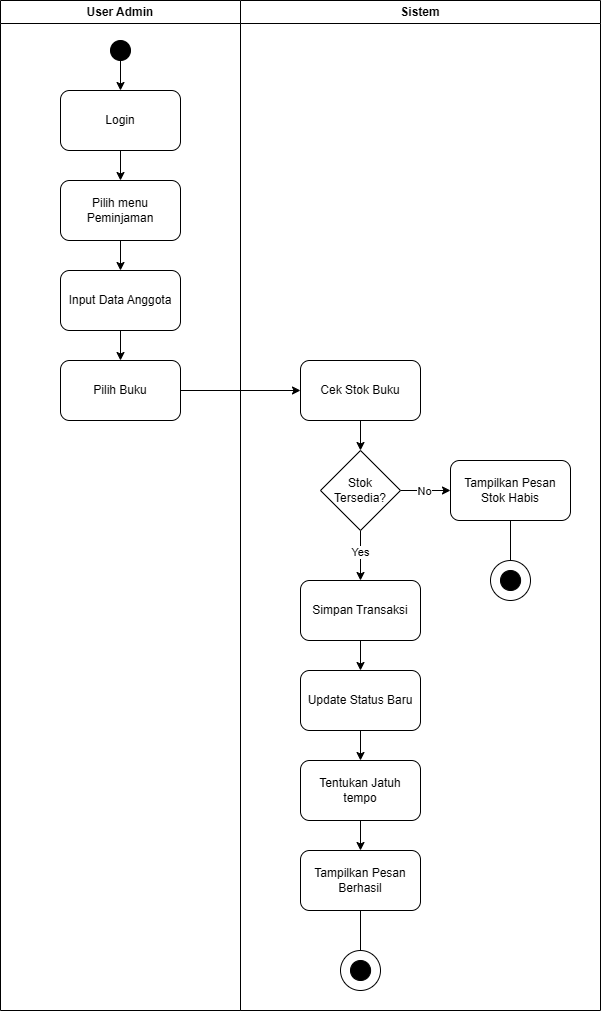 User Admin
Sistem
Login
Pilih menu
Peminjaman
Input Data Anggota
Pilih Buku
Cek Stok Buku
Stok
Tersedia?
No
Tampilkan Pesan
Stok Habis
Yes
Simpan Transaksi
Update Status Baru
Tentukan Jatuh
tempo
Tampilkan Pesan
Berhasil